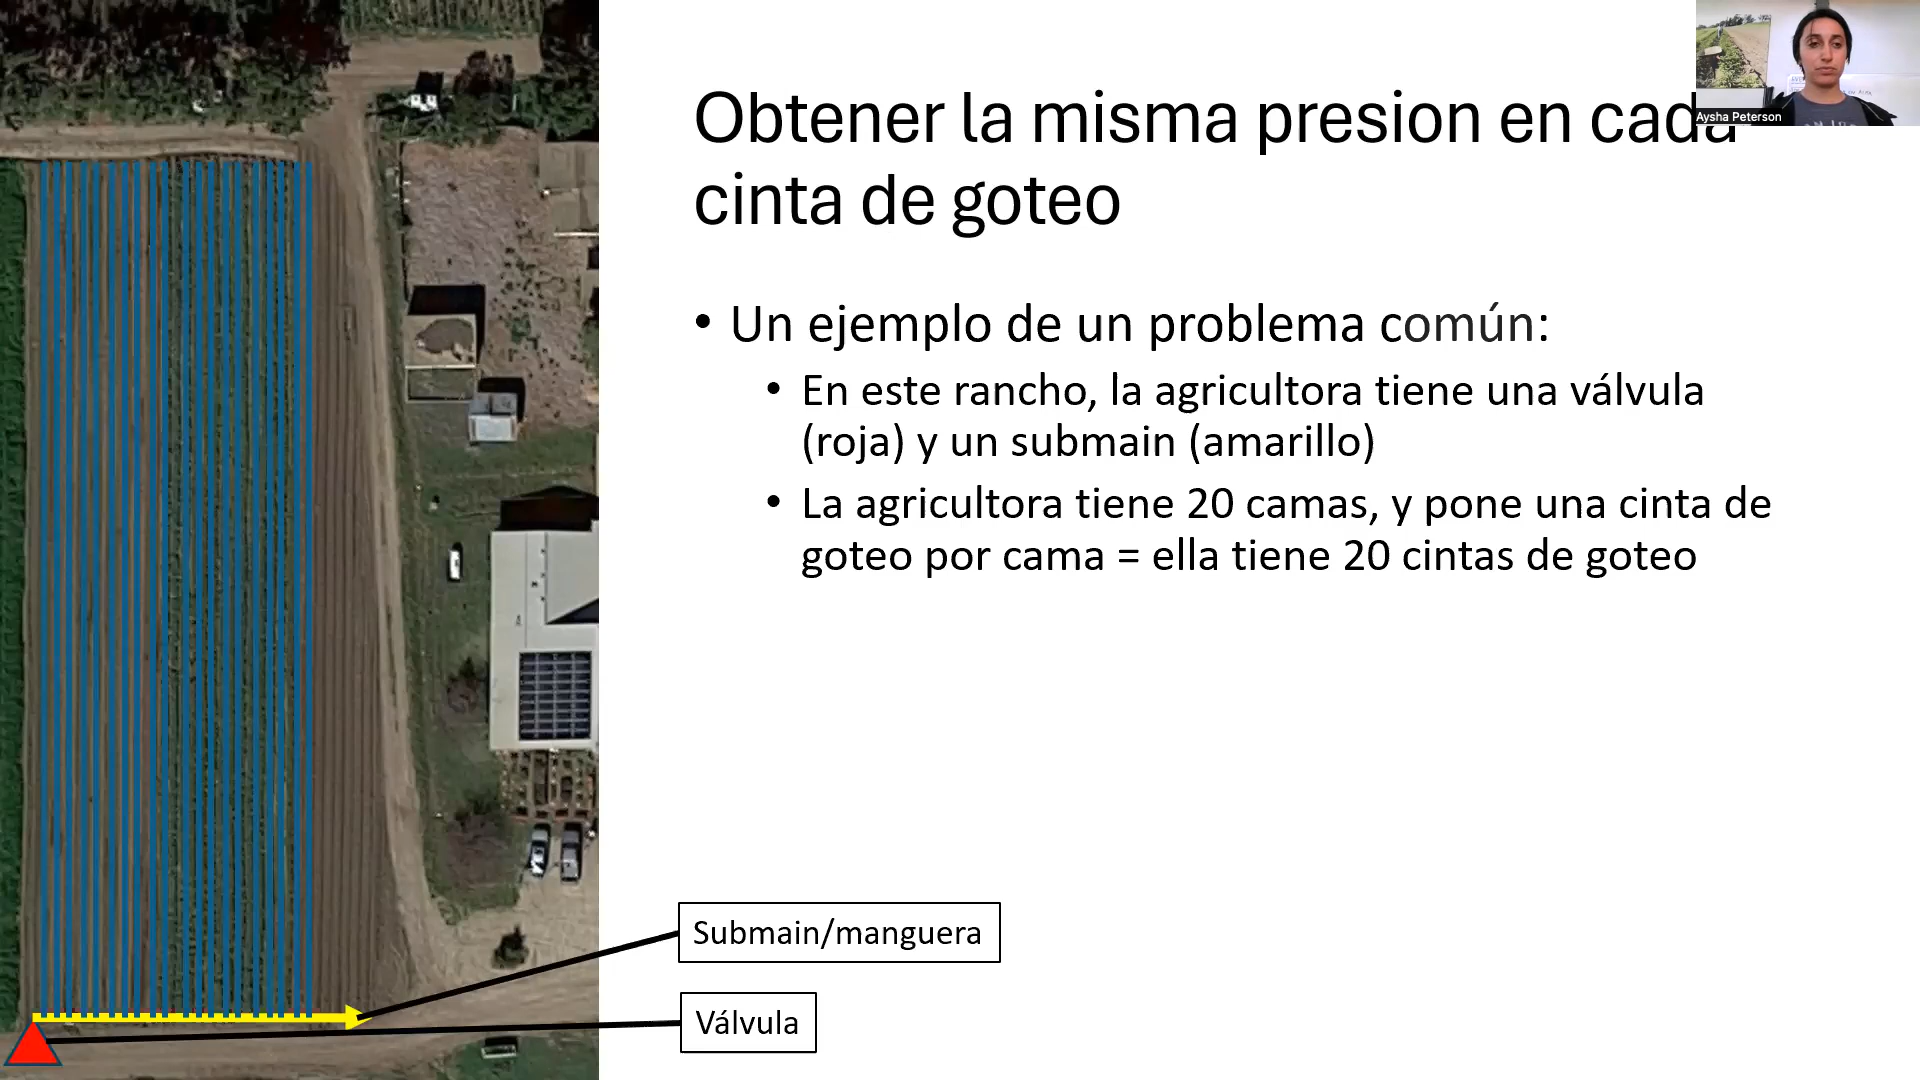 Obtener la misma presion en cada
cinta de goteo
Aysha Peterson
• Un ejemplo de un problema común:
• En este rancho, la agricultora tiene una válvula
(roja) y un submain (amarillo)
• La agricultora tiene 20 camas, y pone una cinta de
goteo por cama = ella tiene 20 cintas de goteo
Submain/manguera
Válvula